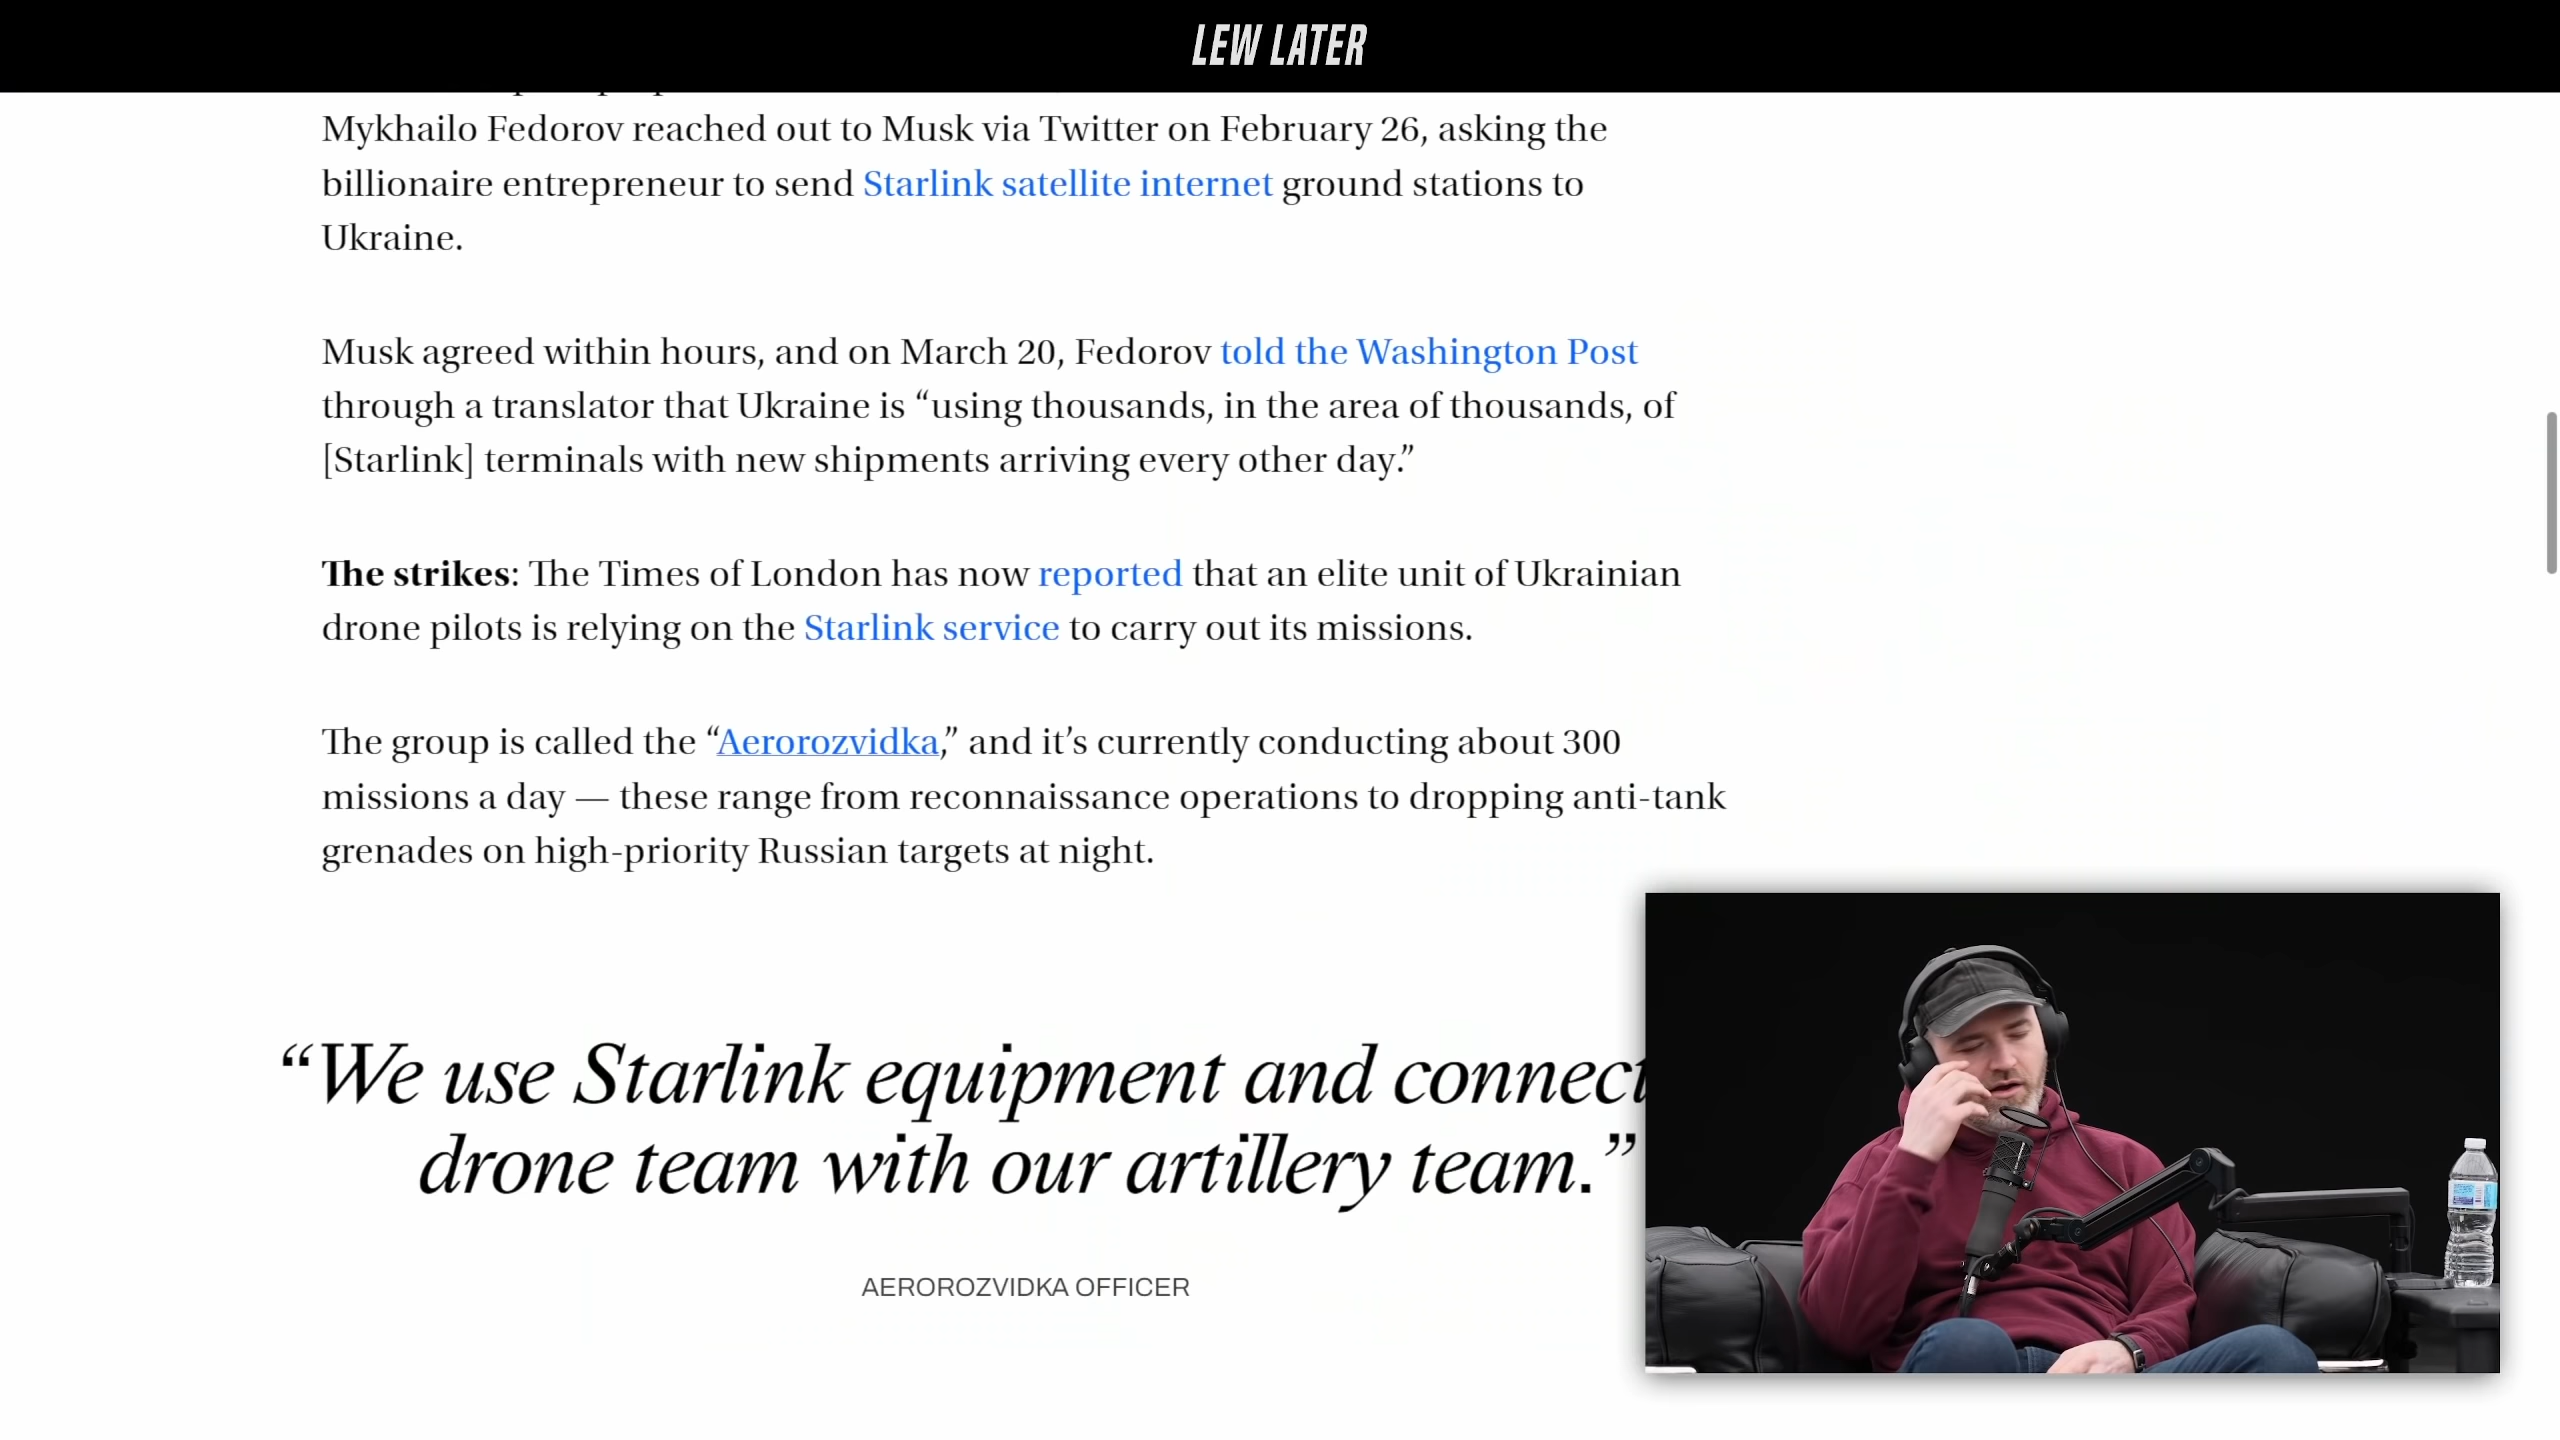 LEW LATER
Mykhailo Fedorov reached out to Musk via Twitter on February 26, asking the
billionaire entrepreneur to send Starlink satellite internet ground stations to
Ukraine.
Musk agreed within hours, and on March 20, Fedorov told the Washington Post
through a translator that Ukraine is “using thousands, in the area of thousands, of
[Starlink] terminals with new shipments arriving every other day.”
The strikes: The Times of London has now reported that an elite unit of Ukrainian
drone pilots is relying on the Starlink service to carry out its missions.
The group is called the “Aerorozvidka,” and it’s currently conducting about 300
missions a day — these range from reconnaissance operations to dropping anti-tank
grenades on high-priority Russian targets at night.
“We use Starlink equipment and connect
drone team with our artillery team.”
AEROROZVIDKA OFFICER